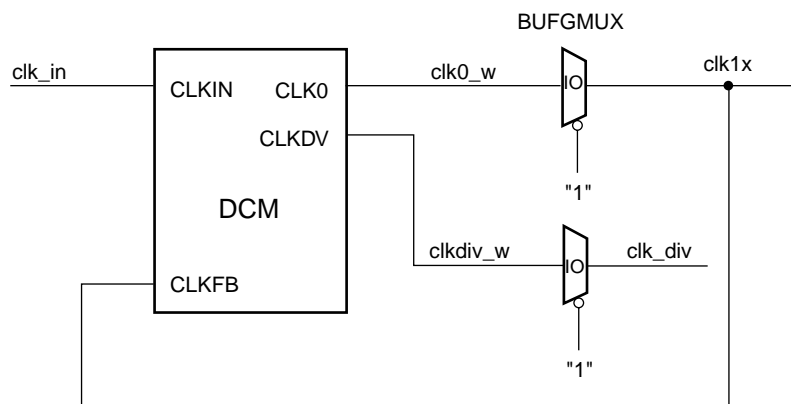 BUFGMUX
clk_in
CLKIN
CLK0
clk0_w
IO
clk1x
CLKDV
"1"
DCM
clkdiv_w
IO
clk_div
CLKFB
"1"